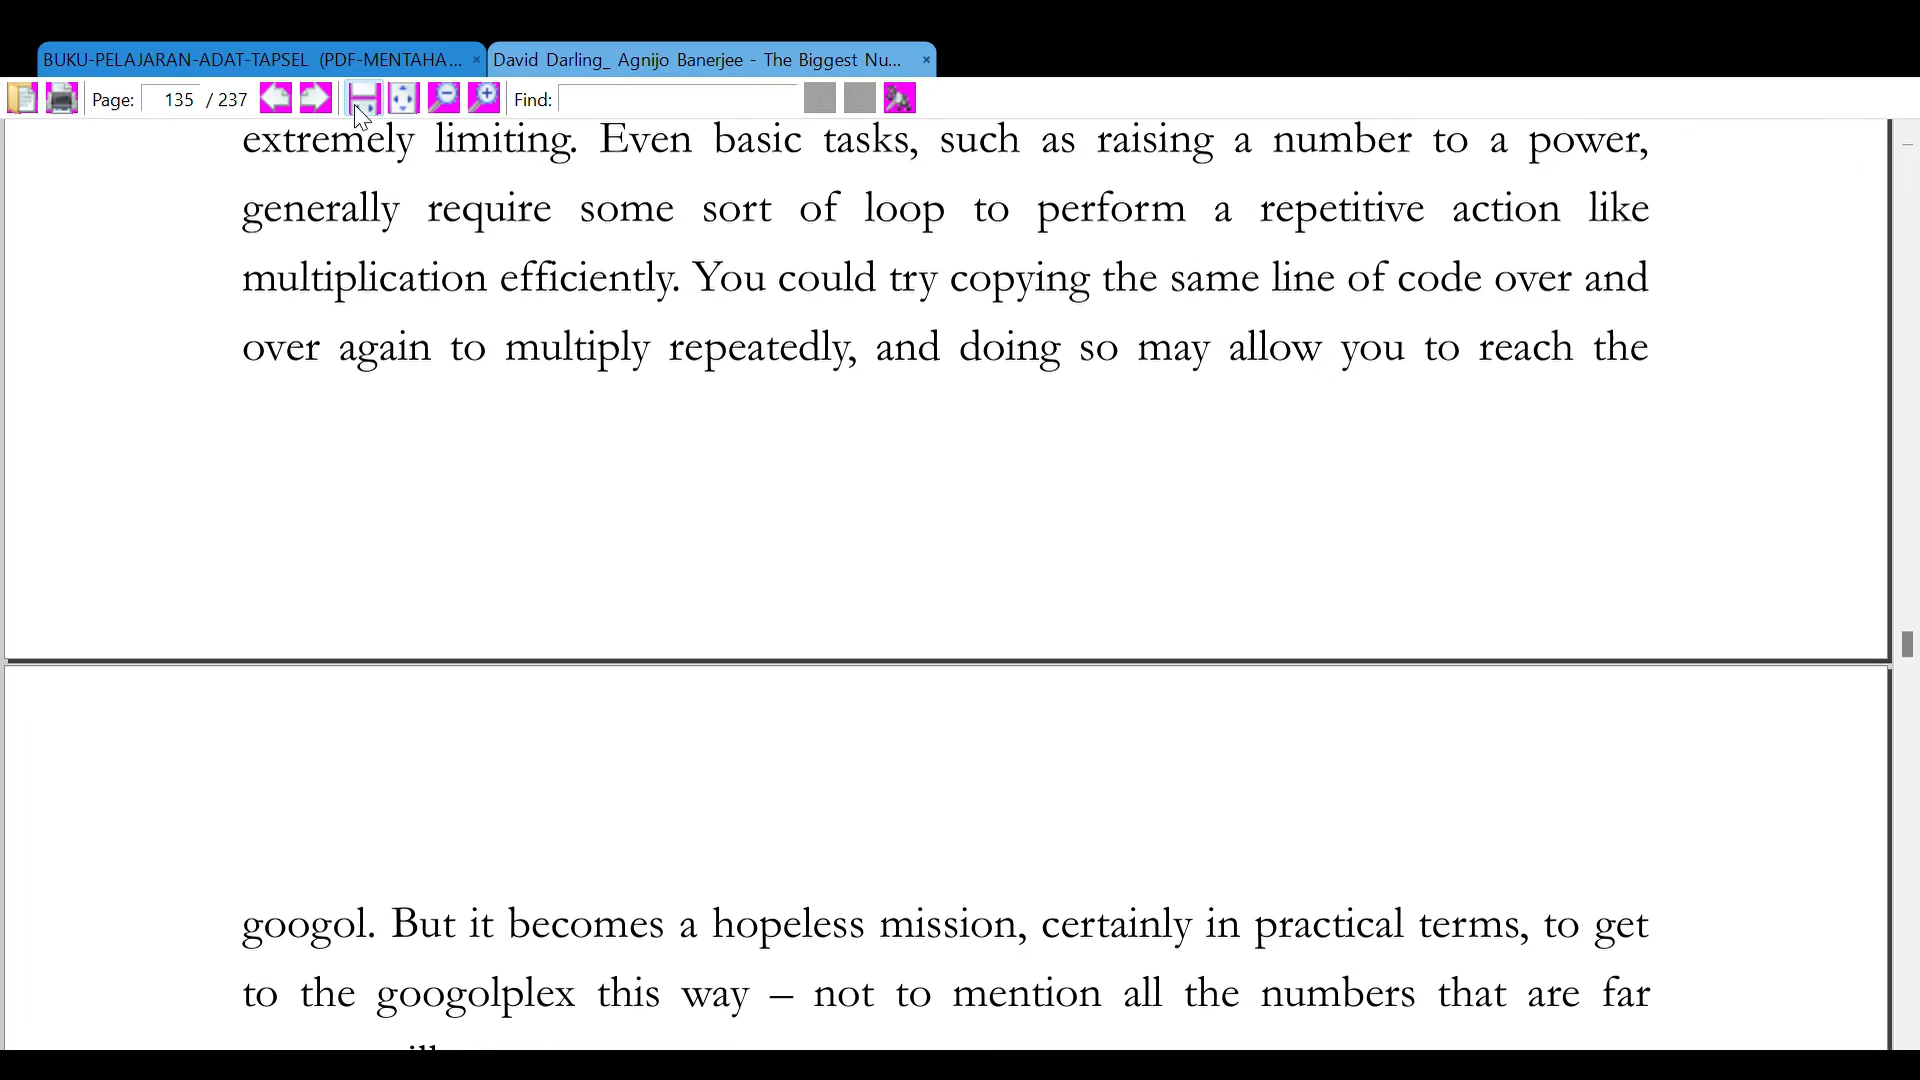 BUKU-PELAJARAN-ADAT-TAPSEL (PDF-MENTAHA...
David Darling_ Agnijo Banerjee - The Biggest Nu...
Page: 135 / 237 Find:
extremely limiting. Even basic tasks, such as raising a number to a power,
generally require some sort of loop to perform a repetitive action like
multiplication efficiently. You could try copying the same line of code over and
over again to multiply repeatedly, and doing so may allow you to reach the
googol. But it becomes a hopeless mission, certainly in practical terms, to get
to the googolplex this way – not to mention all the numbers that are far